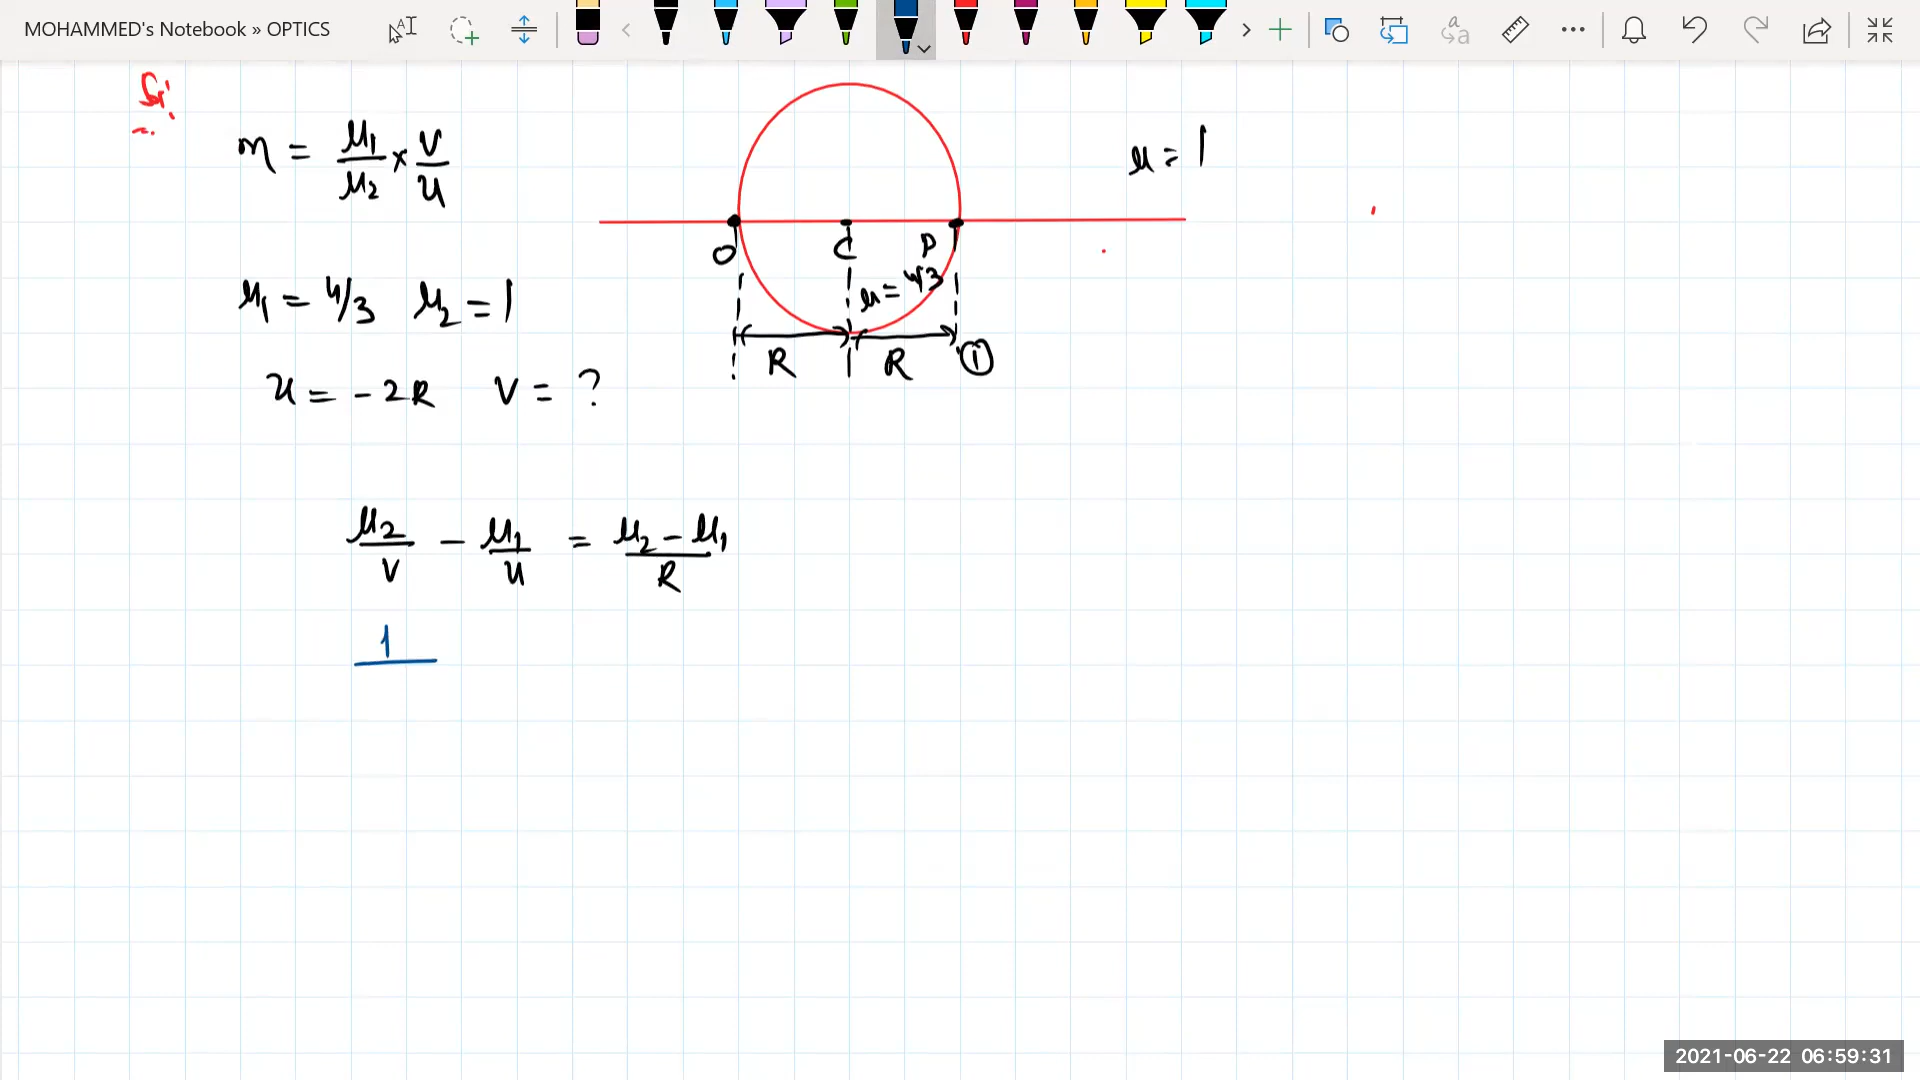 MOHAMMED's Notebook » OPTICS
m = μ₁/μ₂ × v/u
μ = 1
O C P
μ = 4/3
μ₁ = 4/3 μ₂ = 1
R R ①
u = -2R v = ?
μ₂/v - μ₁/u = μ₂ - μ₁/R
1
2021-06-22 06:59:31